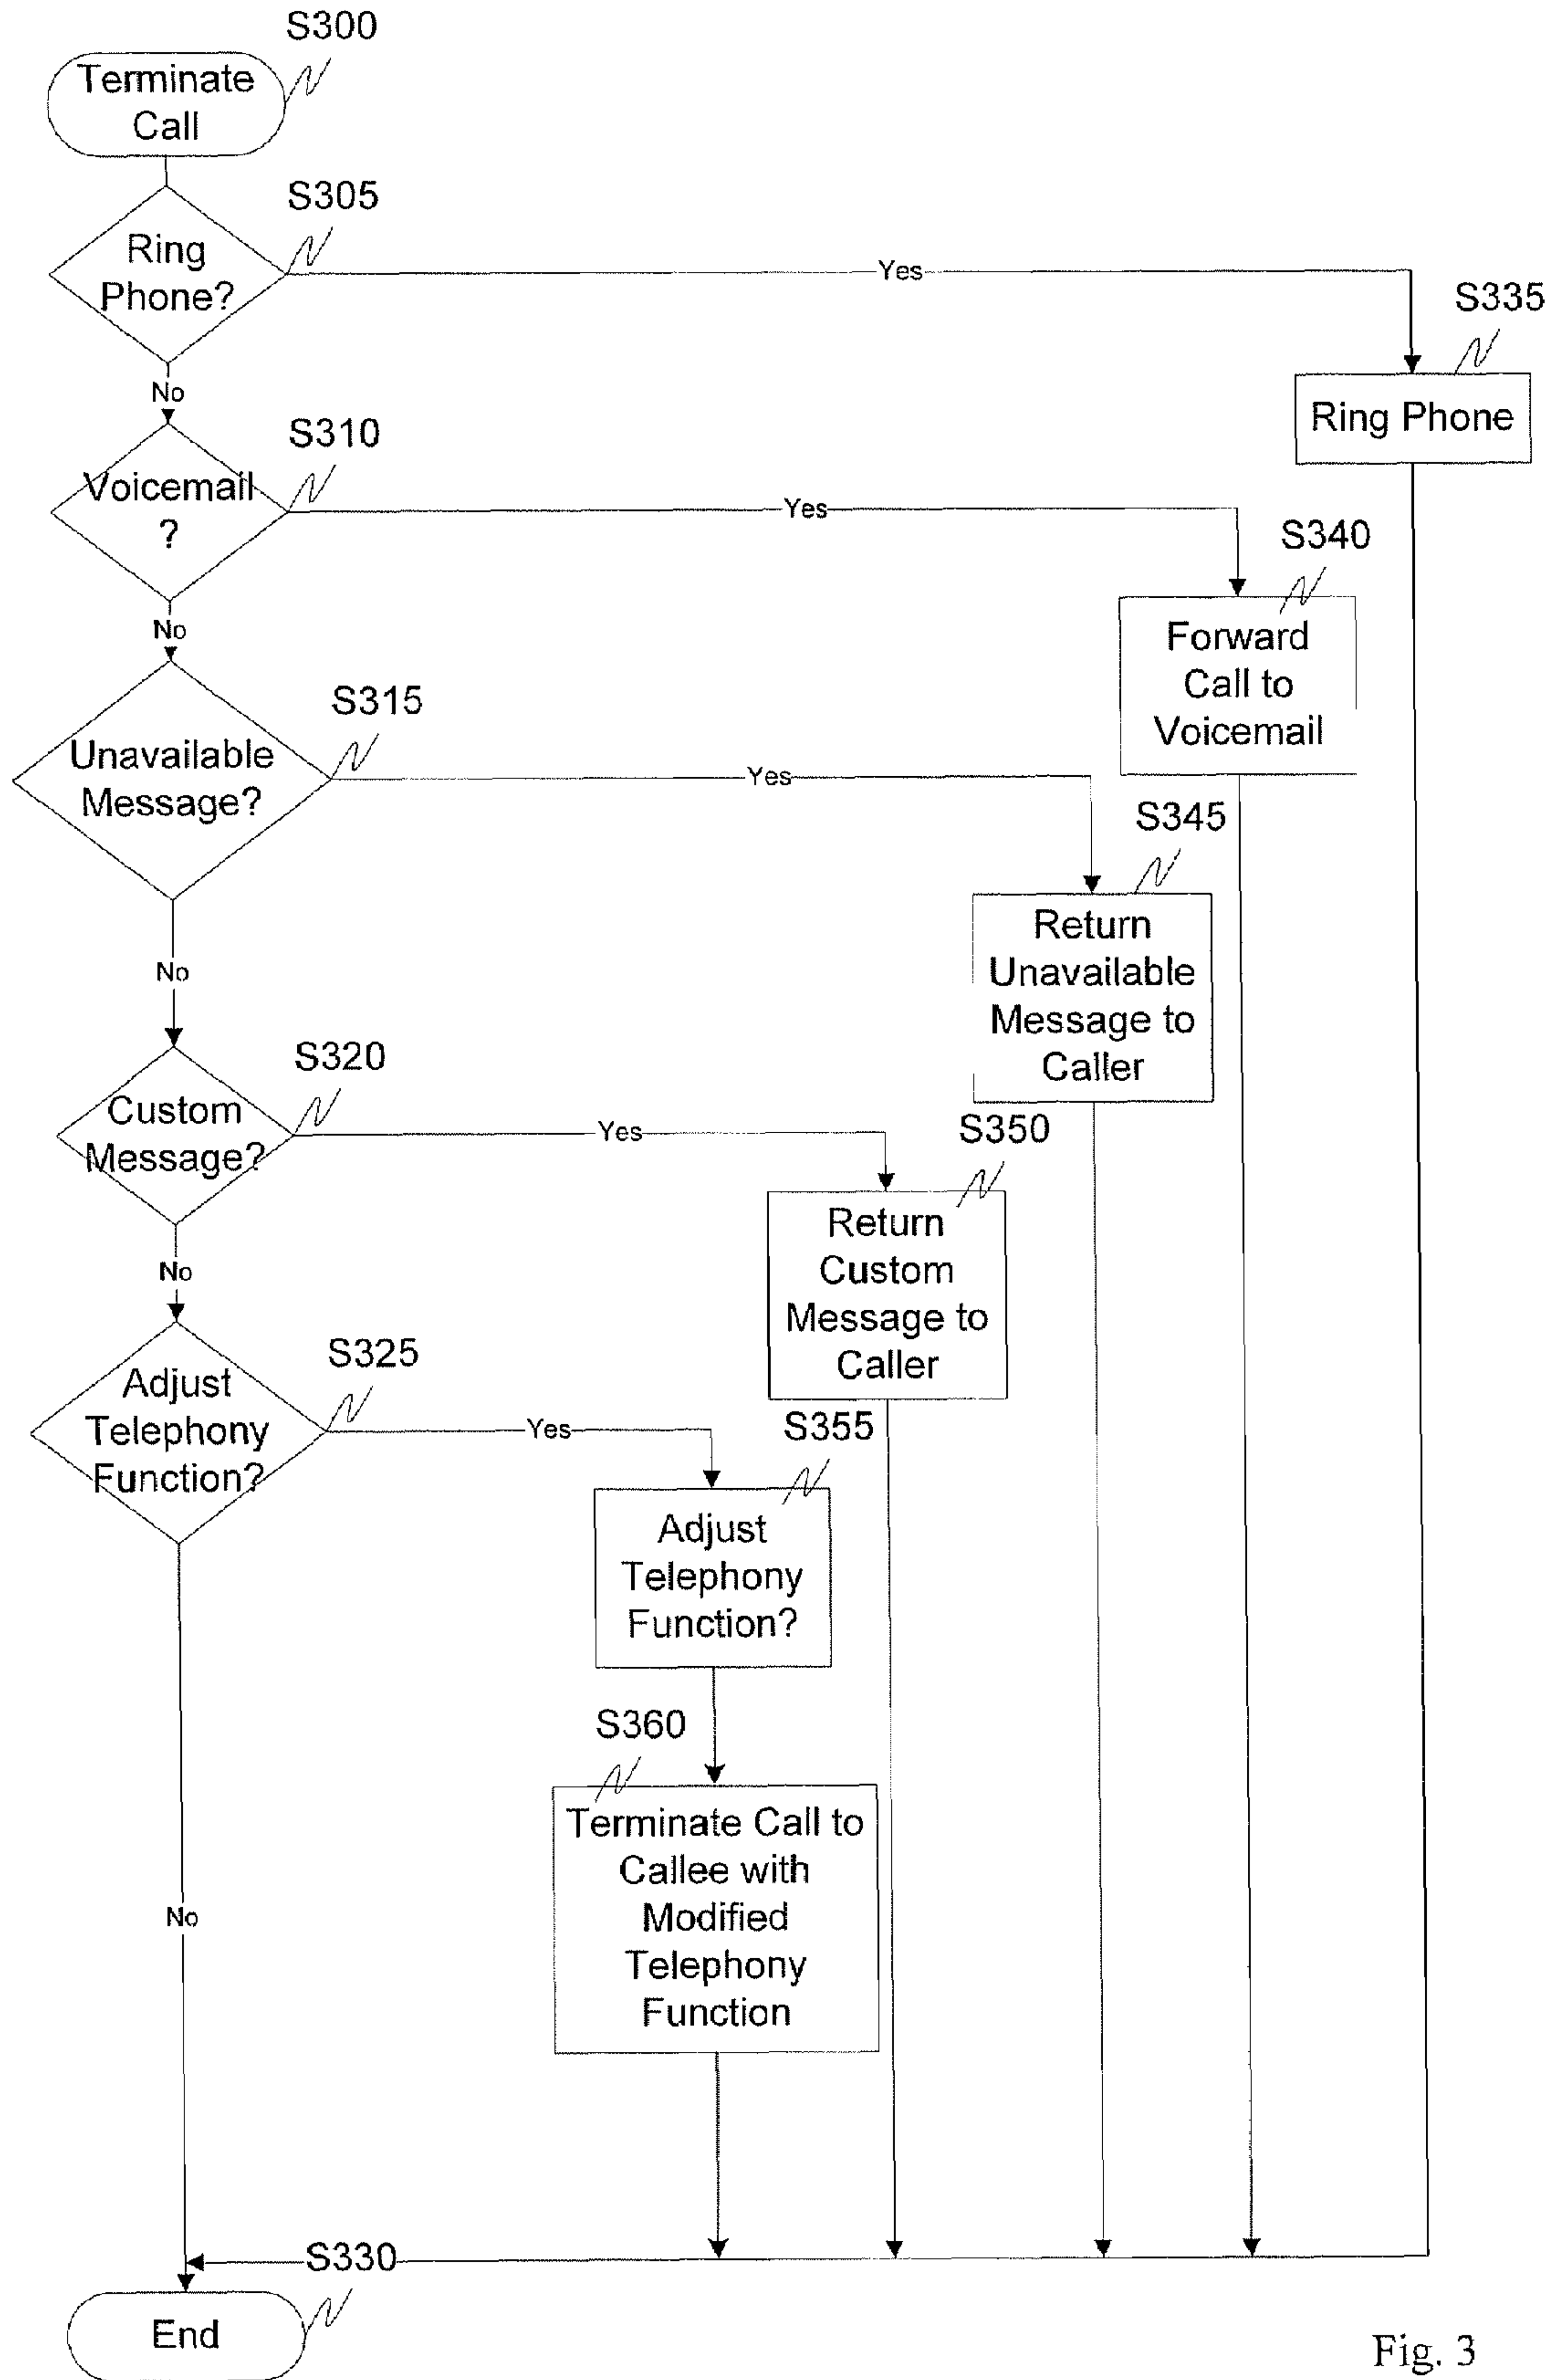 S300
Terminate
Call
S305
Ring
Phone?
Yes
S335
Ring Phone
No
S310
Voicemail
?
Yes
S340
Forward
Call to
Voicemail
No
S315
Unavailable
Message?
Yes
S345
Return
Unavailable
Message to
Caller
No
S320
Custom
Message?
Yes
S350
Return
Custom
Message to
Caller
No
S325
Adjust
Telephony
Function?
Yes
S355
Adjust
Telephony
Function?
S360
Terminate Call to
Callee with
Modified
Telephony
Function
No
S330
End
Fig. 3